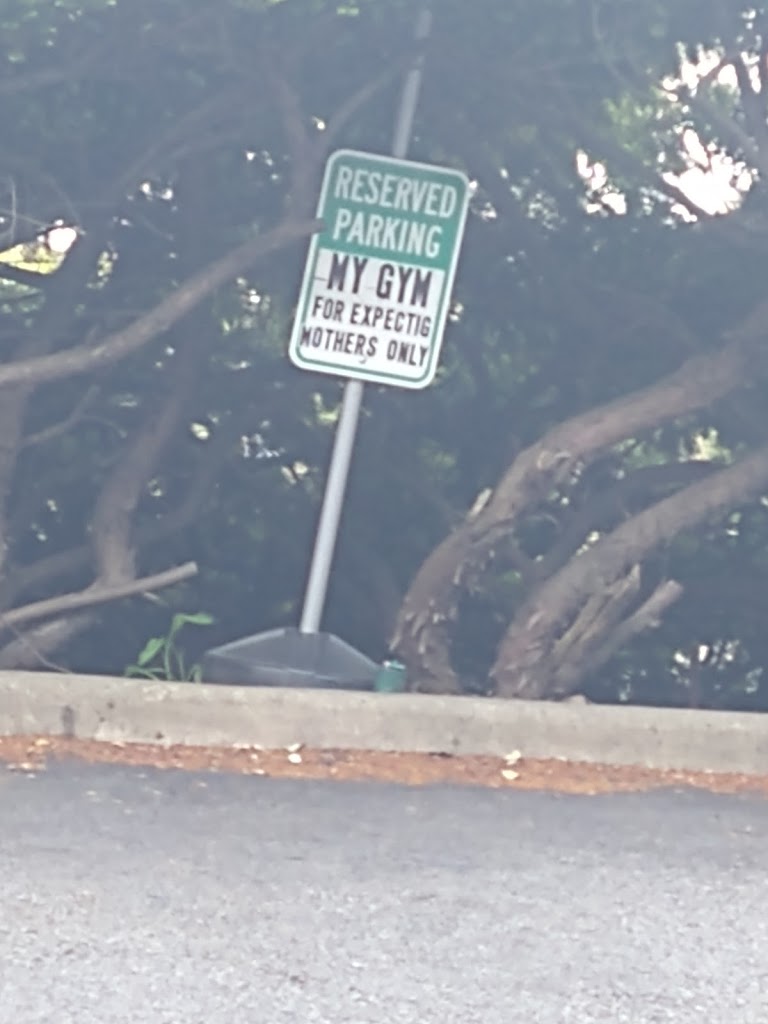 RESERVED
PARKING
MY GYM
FOR EXPECTIG
MOTHERS ONLY